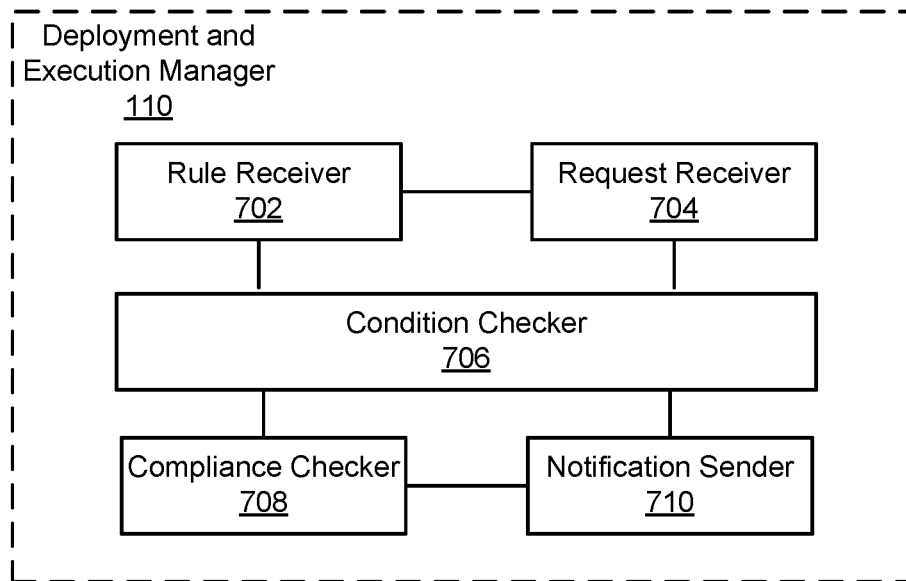 Deployment and
Execution Manager
110
Rule Receiver
702
Request Receiver
704
Condition Checker
706
Compliance Checker
708
Notification Sender
710